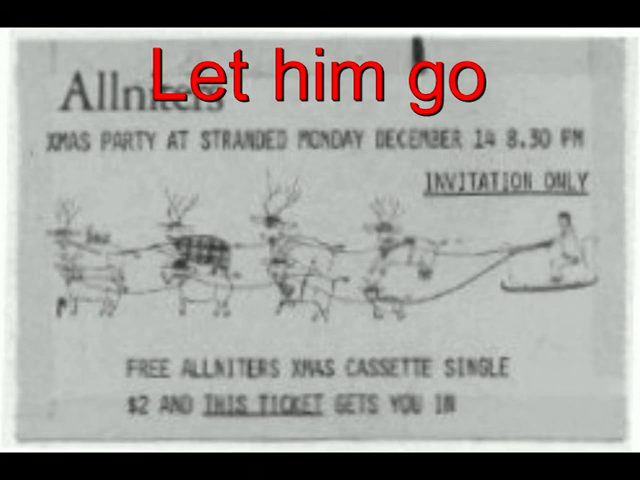 Let him go
Allniters
XMAS PARTY AT STRANDED MONDAY DECEMBER 14 8.30 PM
INVITATION ONLY
FREE ALLNITERS XMAS CASSETTE SINGLE
$2 AND THIS TICKET GETS YOU IN